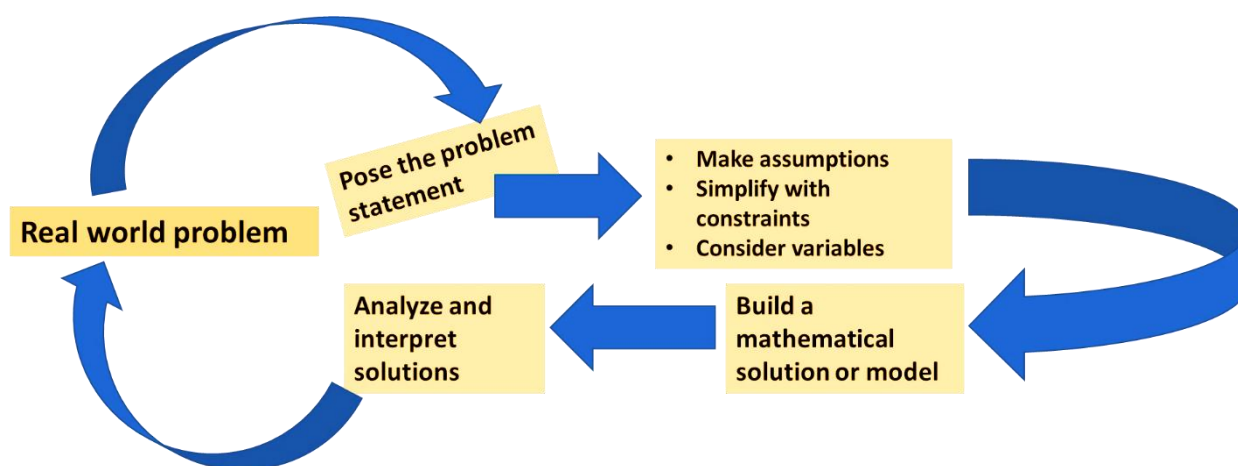 Real world problem
Pose the problem
statement
• Make assumptions
• Simplify with
constraints
• Consider variables
Build a
mathematical
solution or model
Analyze and
interpret
solutions